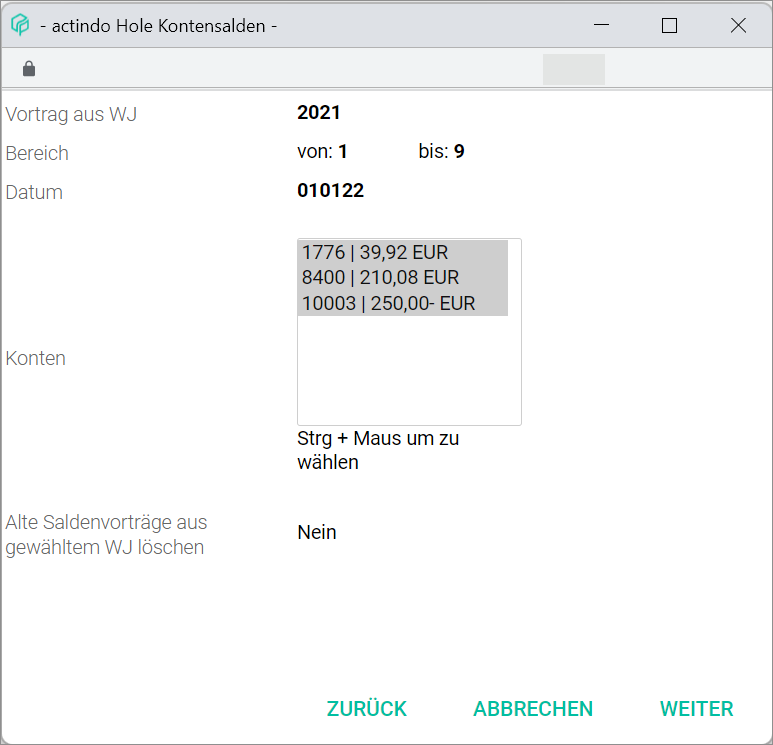 - actindo Hole Kontensalden -
Vortrag aus WJ 2021
Bereich von: 1 bis: 9
Datum 010122
1776 | 39,92 EUR
8400 | 210,08 EUR
10003 | 250,00- EUR
Konten
Strg + Maus um zu
wählen
Alte Saldenvorträge aus
gewähltem WJ löschen
Nein
ZURÜCK ABBRECHEN WEITER